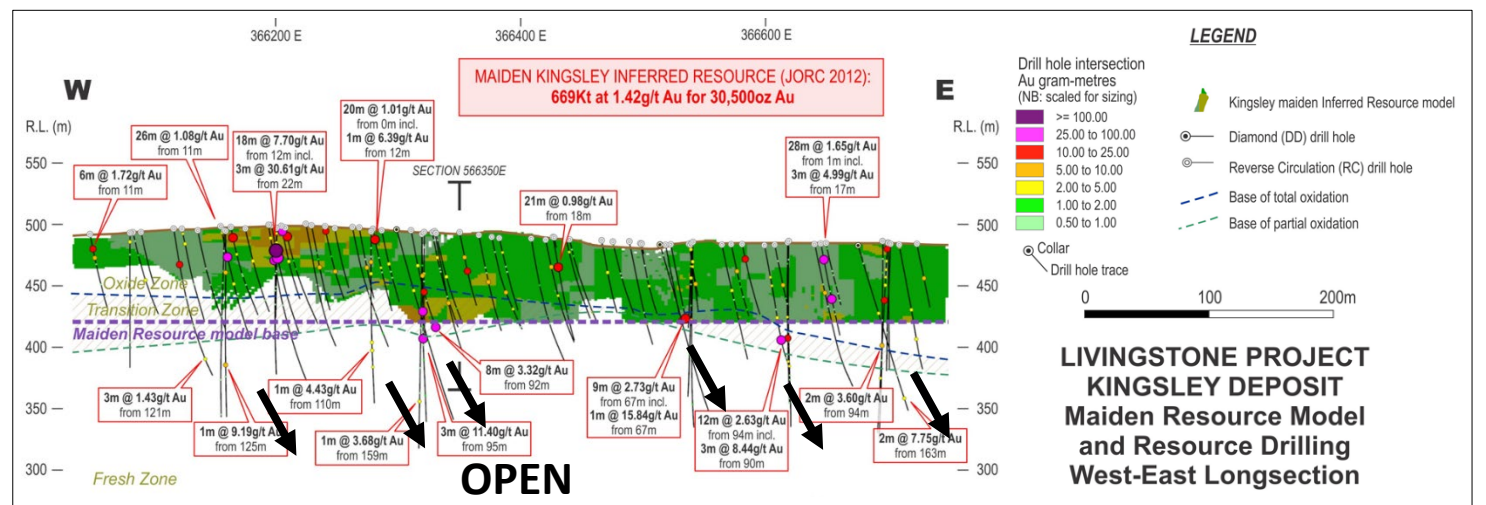 366200 E
366400 E
366600 E
W
E
MAIDEN KINGSLEY INFERRED RESOURCE (JORC 2012):
669Kt at 1.42g/t Au for 30,500oz Au
R.L. (m)
550
500
450
400
350
300
R.L. (m)
550
500
450
400
350
300
6m @ 1.72g/t Au
from 11m
26m @ 1.08g/t Au
from 11m
18m @ 7.70g/t Au
from 12m incl.
3m @ 30.61g/t Au
from 22m
20m @ 1.01g/t Au
from 0m incl.
1m @ 6.39g/t Au
from 12m
SECTION 566350E
21m @ 0.98g/t Au
from 18m
28m @ 1.65g/t Au
from 1m incl.
3m @ 4.99g/t Au
from 17m
Oxide Zone
Transition Zone
Maiden Resource model base
Fresh Zone
3m @ 1.43g/t Au
from 121m
1m @ 9.19g/t Au
from 125m
1m @ 4.43g/t Au
from 110m
1m @ 3.68g/t Au
from 159m
8m @ 3.32g/t Au
from 92m
3m @ 11.40g/t Au
from 95m
OPEN
9m @ 2.73g/t Au
from 67m incl.
1m @ 15.84g/t Au
from 67m
12m @ 2.63g/t Au
from 94m incl.
3m @ 8.44g/t Au
from 90m
2m @ 3.60g/t Au
from 94m
2m @ 7.75g/t Au
from 163m
LEGEND
Drill hole intersection
Au gram-metres
(NB: scaled for sizing)
>= 100.00
25.00 to 100.00
10.00 to 25.00
5.00 to 10.00
2.00 to 5.00
1.00 to 2.00
0.50 to 1.00
Collar
Drill hole trace
Kingsley maiden Inferred Resource model
Diamond (DD) drill hole
Reverse Circulation (RC) drill hole
Base of total oxidation
Base of partial oxidation
0 100 200m
LIVINGSTONE PROJECT
KINGSLEY DEPOSIT
Maiden Resource Model
and Resource Drilling
West-East Longsection